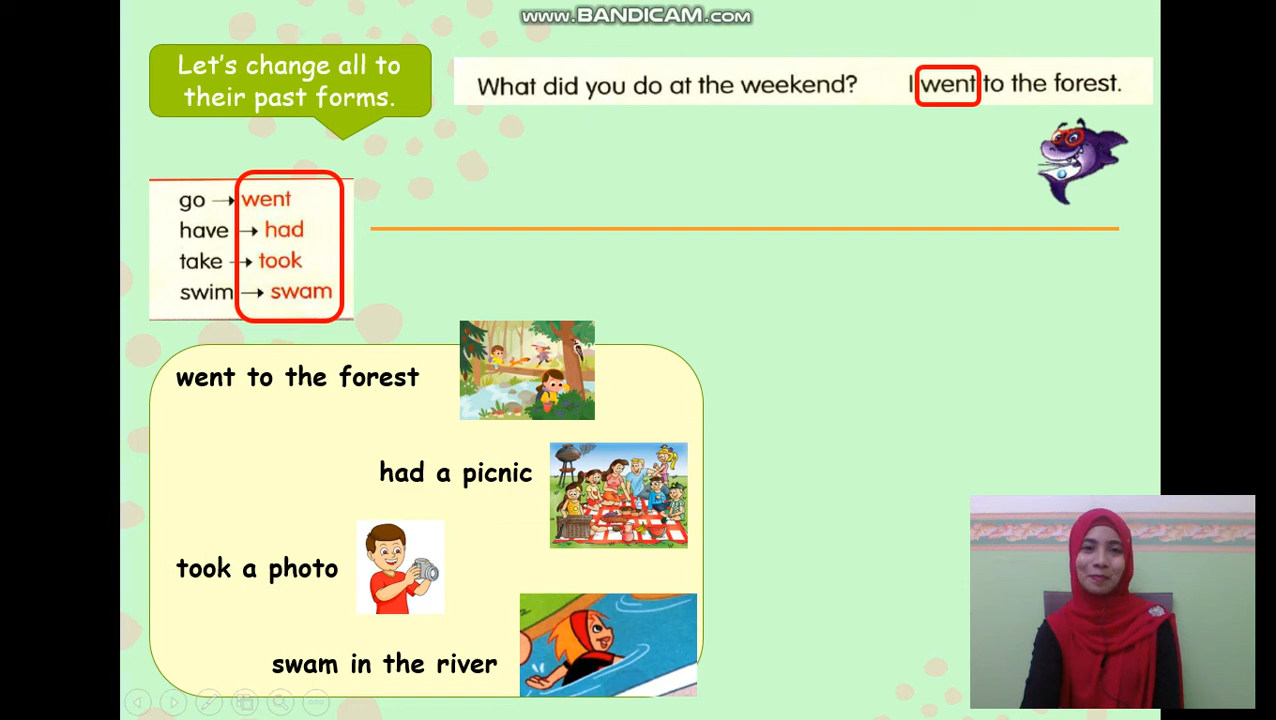 www.BANDICAM.com
Let's change all to
their past forms.
What did you do at the weekend? I went to the forest.
go → went
have → had
take → took
swim → swam
went to the forest
had a picnic
took a photo
swam in the river